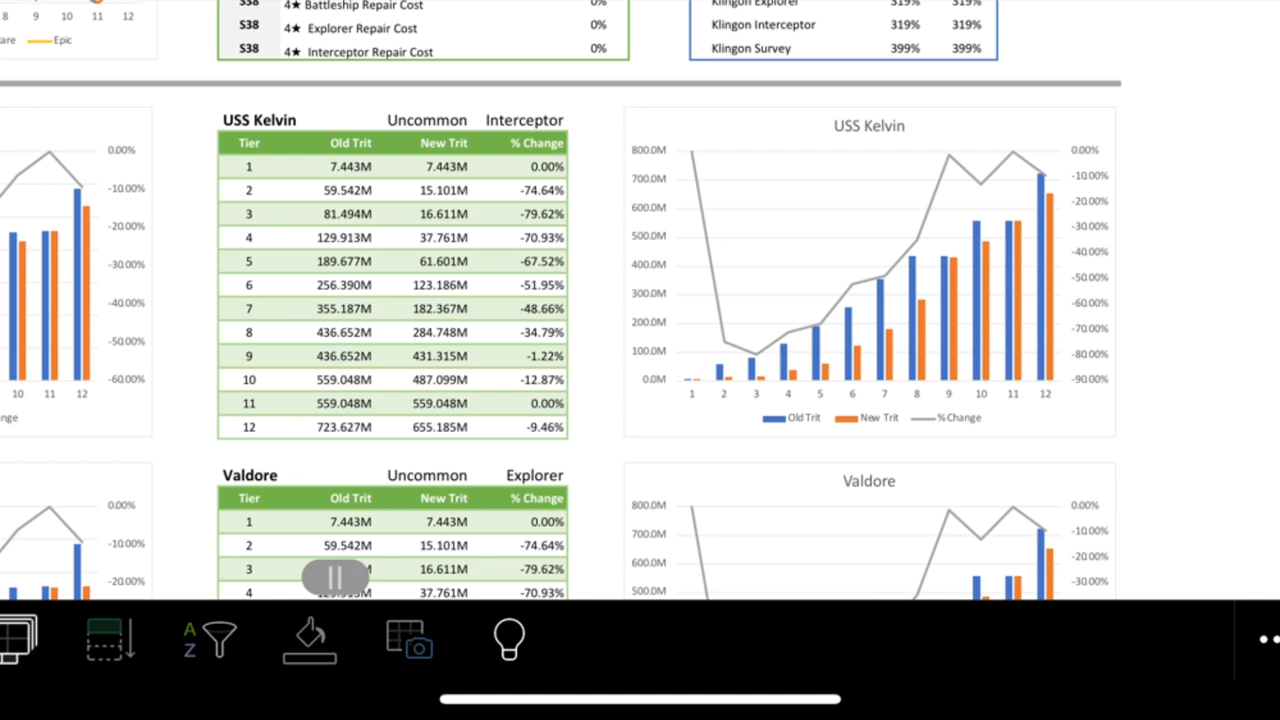 8 9 10 11 12
are Epic
S38 4★ Battleship Repair Cost 0%
S38 4★ Explorer Repair Cost 0%
S38 4★ Interceptor Repair Cost 0%
Klingon Explorer 319% 319%
Klingon Interceptor 319% 319%
Klingon Survey 399% 399%
0.00%
-10.00%
-20.00%
-30.00%
-40.00%
-50.00%
-60.00%
10 11 12
nge
USS Kelvin Uncommon Interceptor
Tier Old Trit New Trit % Change
1 7.443M 7.443M 0.00%
2 59.542M 15.101M -74.64%
3 81.494M 16.611M -79.62%
4 129.913M 37.761M -70.93%
5 189.677M 61.601M -67.52%
6 256.390M 123.186M -51.95%
7 355.187M 182.367M -48.66%
8 436.652M 284.748M -34.79%
9 436.652M 431.315M -1.22%
10 559.048M 487.099M -12.87%
11 559.048M 559.048M 0.00%
12 723.627M 655.185M -9.46%
USS Kelvin
800.0M 0.00%
700.0M -10.00%
600.0M -20.00%
500.0M -30.00%
400.0M -40.00%
300.0M -50.00%
200.0M -60.00%
100.0M -70.00%
0.0M -80.00%
-90.00%
1 2 3 4 5 6 7 8 9 10 11 12
Old Trit New Trit % Change
0.00%
-10.00%
-20.00%
Valdore Uncommon Explorer
Tier Old Trit New Trit % Change
1 7.443M 7.443M 0.00%
2 59.542M 15.101M -74.64%
3 16.611M -79.62%
4 37.761M -70.93%
Valdore
800.0M 0.00%
700.0M -10.00%
600.0M -20.00%
500.0M -30.00%
A
Z